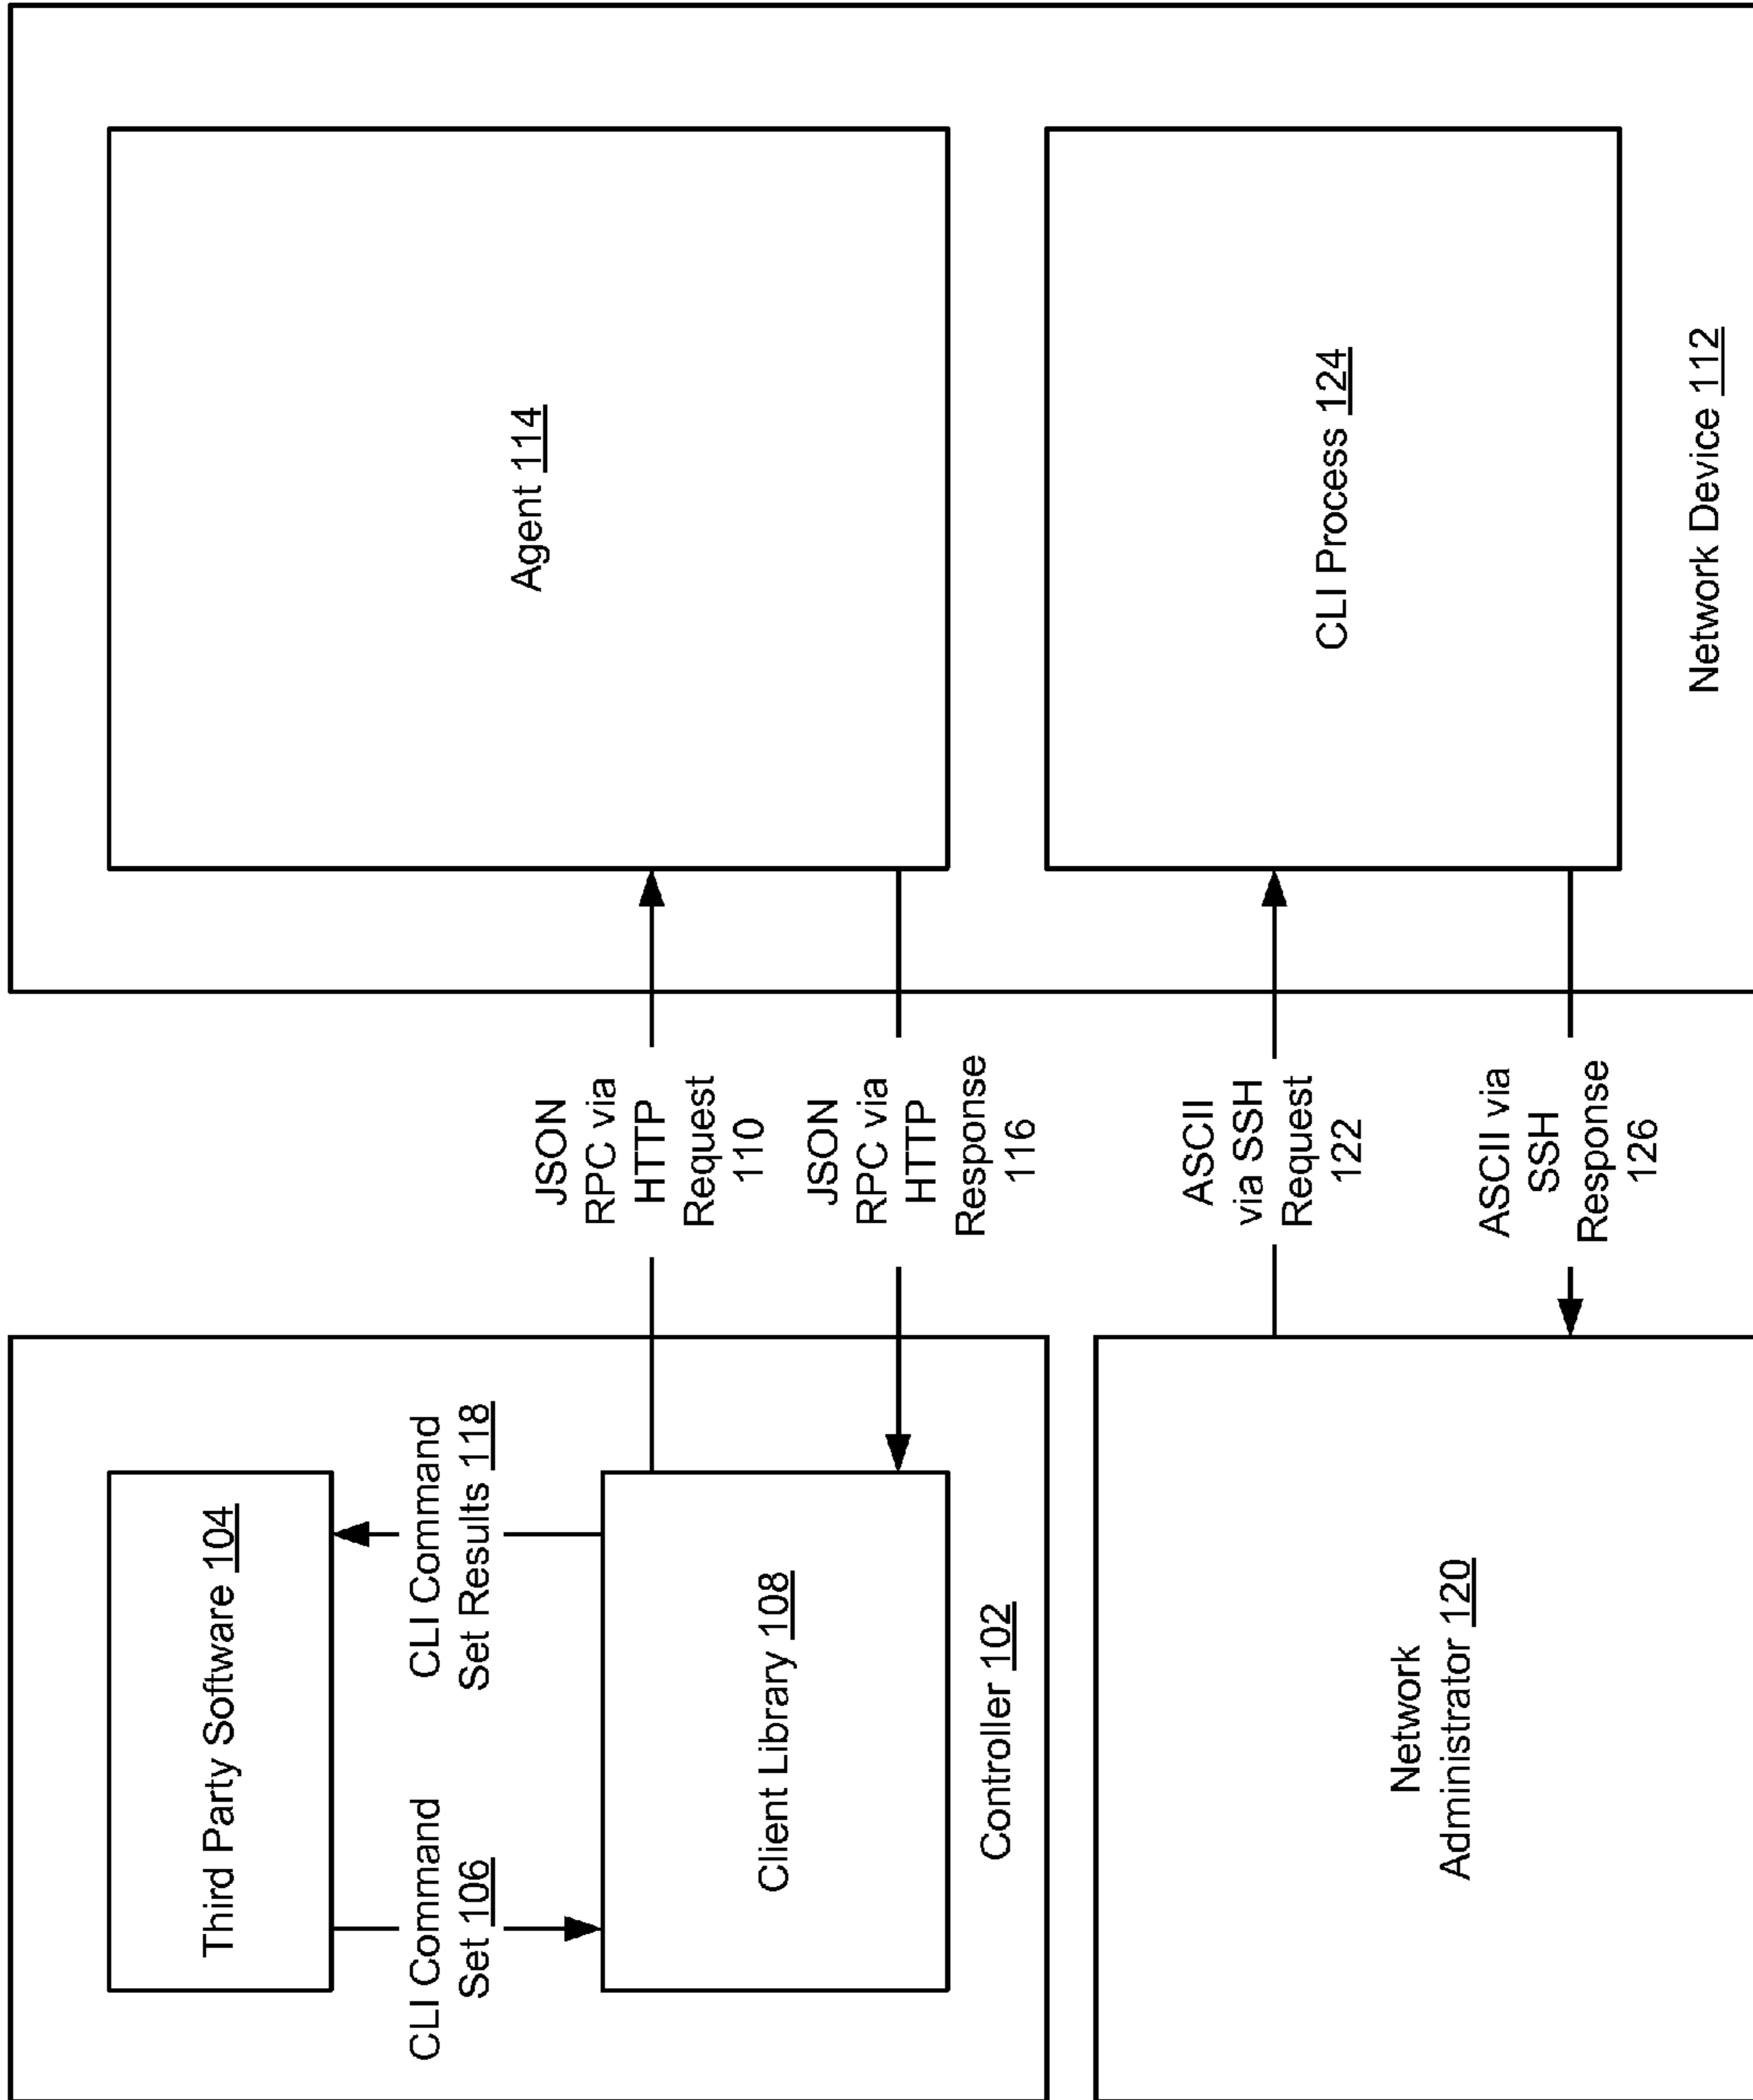 Third Party Software 104
CLI Command
Set 106
CLI Command
Set Results 118
Client Library 108
Controller 102
JSON
RPC via
HTTP
Request
110
JSON
RPC via
HTTP
Response
116
Agent 114
Network
Administrator 120
ASCII
via SSH
Request
122
ASCII via
SSH
Response
126
CLI Process 124
Network Device 112